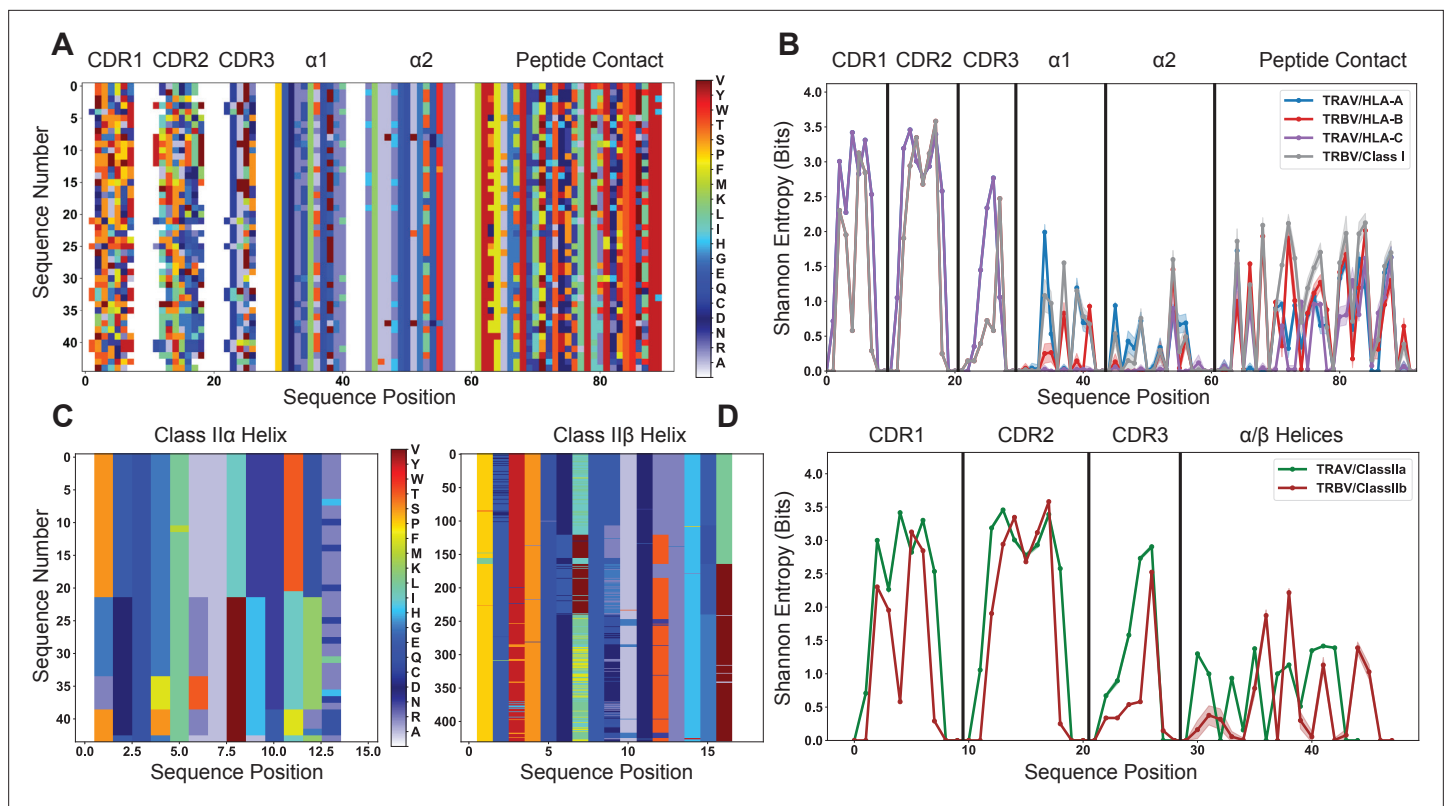 A
CDR1 CDR2 CDR3 α1 α2 Peptide Contact
Sequence Number
0
5
10
15
20
25
30
35
40
0 20 40 60 80
Sequence Position
V
Y
W
T
S
P
F
M
K
L
I
H
G
E
Q
C
D
N
R
A
B
CDR1 CDR2 CDR3 α1 α2 Peptide Contact
Shannon Entropy (Bits)
4.0
3.5
3.0
2.5
2.0
1.5
1.0
0.5
0.0
TRAV/HLA-A
TRBV/HLA-B
TRAV/HLA-C
TRBV/Class I
0 20 40 60 80
Sequence Position
C
Class IIα Helix
Sequence Number
0
5
10
15
20
25
30
35
40
0.0 2.5 5.0 7.5 10.0 12.5 15.0
Sequence Position
V
Y
W
T
S
P
F
M
K
L
I
H
G
E
Q
C
D
N
R
A
Class IIβ Helix
0
50
100
150
200
250
300
350
400
0 5 10 15
Sequence Position
D
CDR1 CDR2 CDR3 α/β Helices
Shannon Entropy (Bits)
4.0
3.5
3.0
2.5
2.0
1.5
1.0
0.5
0.0
TRAV/ClassIIa
TRBV/ClassIIb
0 10 20 30 40
Sequence Position